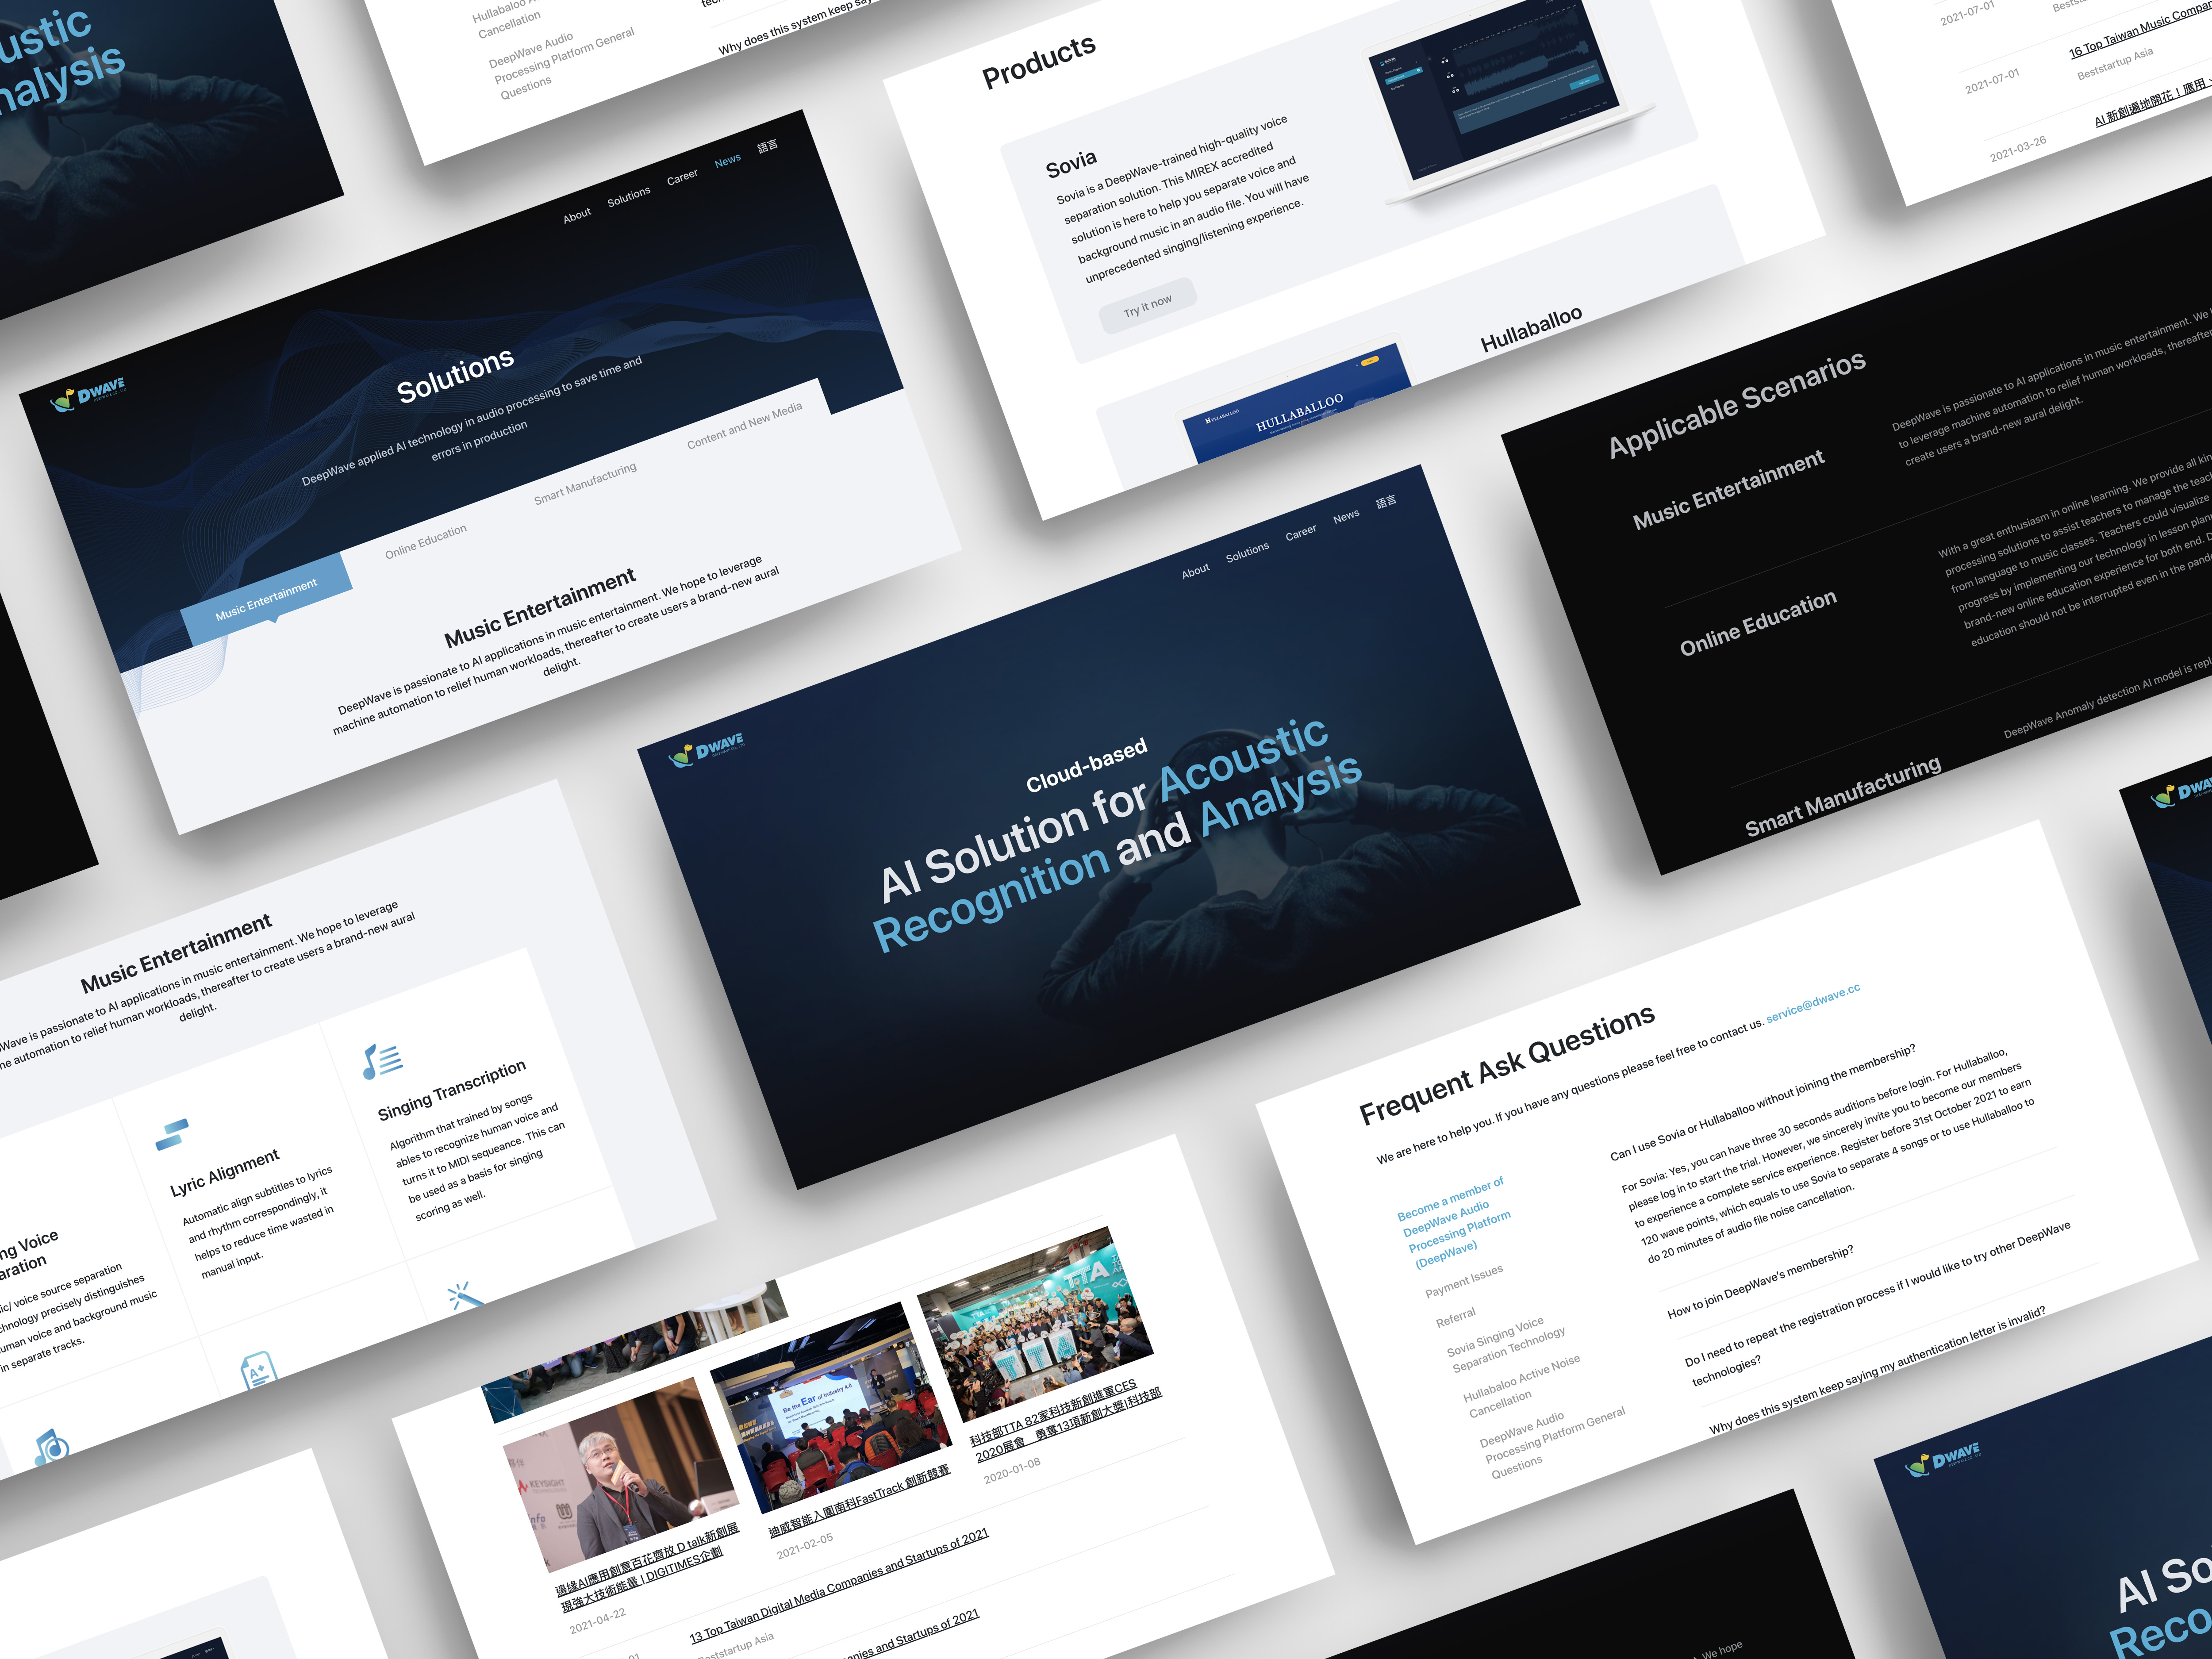 ustic
nalysis
Hullabaloo A
Cancellation
DeepWave Audio
Processing Platform General
Questions
Why does this system keep say
Products
Sovia
Sovia is a DeepWave-trained high-quality voice
separation solution. This MIREX accredited
solution is here to help you separate voice and
background music in an audio file. You will have
unprecedented singing/listening experience.
Try it now
Hullaballoo
HULLABALLOO
HULLABALLOO
2021-07-01
16 Top Taiwan Music Compan
Beststartup Asia
2021-07-01
AI 新創遍地開花！應用、
2021-03-26
DWAVE
About
Solutions
Career
News
語言
Solutions
DeepWave applied AI technology in audio processing to save time and
errors in production
Music Entertainment
Online Education
Smart Manufacturing
Content and New Media
Music Entertainment
DeepWave is passionate to AI applications in music entertainment. We hope to leverage
machine automation to relief human workloads, thereafter to create users a brand-new aural
delight.
Applicable Scenarios
Music Entertainment
DeepWave is passionate to AI applications in music entertainment. We h
to leverage machine automation to relief human workloads, thereafter
create users a brand-new aural delight.
Online Education
With a great enthusiasm in online learning. We provide all kin
processing solutions to assist teachers to manage the teac
from language to music classes. Teachers could visualize
progress by implementing our technology in lesson plan
brand-new online education experience for both end. D
education should not be interrupted even in the pand
Smart Manufacturing
DeepWave Anomaly detection AI model is repl
DWAVE
About
Solutions
Career
News
語言
Cloud-based
AI Solution for Acoustic
Recognition and Analysis
Music Entertainment
pWave is passionate to AI applications in music entertainment. We hope to leverage
ne automation to relief human workloads, thereafter to create users a brand-new aural
delight.
ng Voice
aration
ic/ voice source separation
chnology precisely distinguishes
uman voice and background music
in separate tracks.
Lyric Alignment
Automatic align subtitles to lyrics
and rhythm correspondingly, it
helps to reduce time wasted in
manual input.
Singing Transcription
Algorithm that trained by songs
ables to recognize human voice and
turns it to MIDI sequeance. This can
be used as a basis for singing
scoring as well.
A+
Frequent Ask Questions
We are here to help you. If you have any questions please feel free to contact us. service@dwave.cc
Become a member of
DeepWave Audio
Processing Platform
(DeepWave)
Payment Issues
Referral
Sovia Singing Voice
Separation Technology
Hullabaloo Active Noise
Cancellation
DeepWave Audio
Processing Platform General
Questions
Can I use Sovia or Hullaballoo without joining the membership?
For Sovia: Yes, you can have three 30 seconds auditions before login. For Hullaballoo,
please log in to start the trial. However, we sincerely invite you to become our members
to experience a complete service experience. Register before 31st October 2021 to earn
120 wave points, which equals to use Sovia to separate 4 songs or to use Hullaballoo to
do 20 minutes of audio file noise cancellation.
How to join DeepWave's membership?
Do I need to repeat the registration process if I would like to try other DeepWave
technologies?
Why does this system keep saying my authentication letter is invalid?
KEYSIGHT
Be the Ear of Industry 4.0
TTA
TTA
邊緣AI應用創意百花齊放 D talk新創展
現強大技術能量 | DIGITIMES企劃
2021-04-22
迪威智能入圍南科FastTrack 創新競賽
2021-02-05
科技部TTA 82家科技新創進軍CES
2020展會　勇奪13項新創大獎|科技部
2020-01-08
13 Top Taiwan Digital Media Companies and Startups of 2021
Beststartup Asia
anies and Startups of 2021
DWA
DWAVE
AI So
Reco
We hope